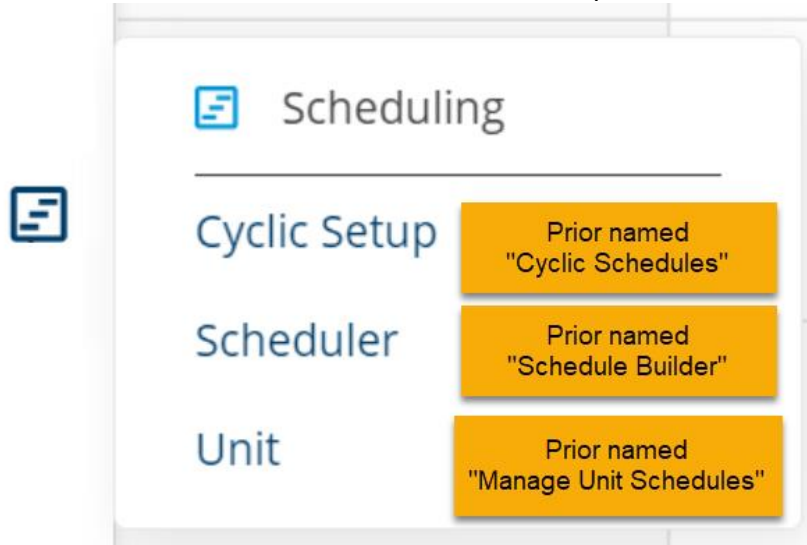 Scheduling
Cyclic Setup
Prior named
"Cyclic Schedules"
Scheduler
Prior named
"Schedule Builder"
Unit
Prior named
"Manage Unit Schedules"